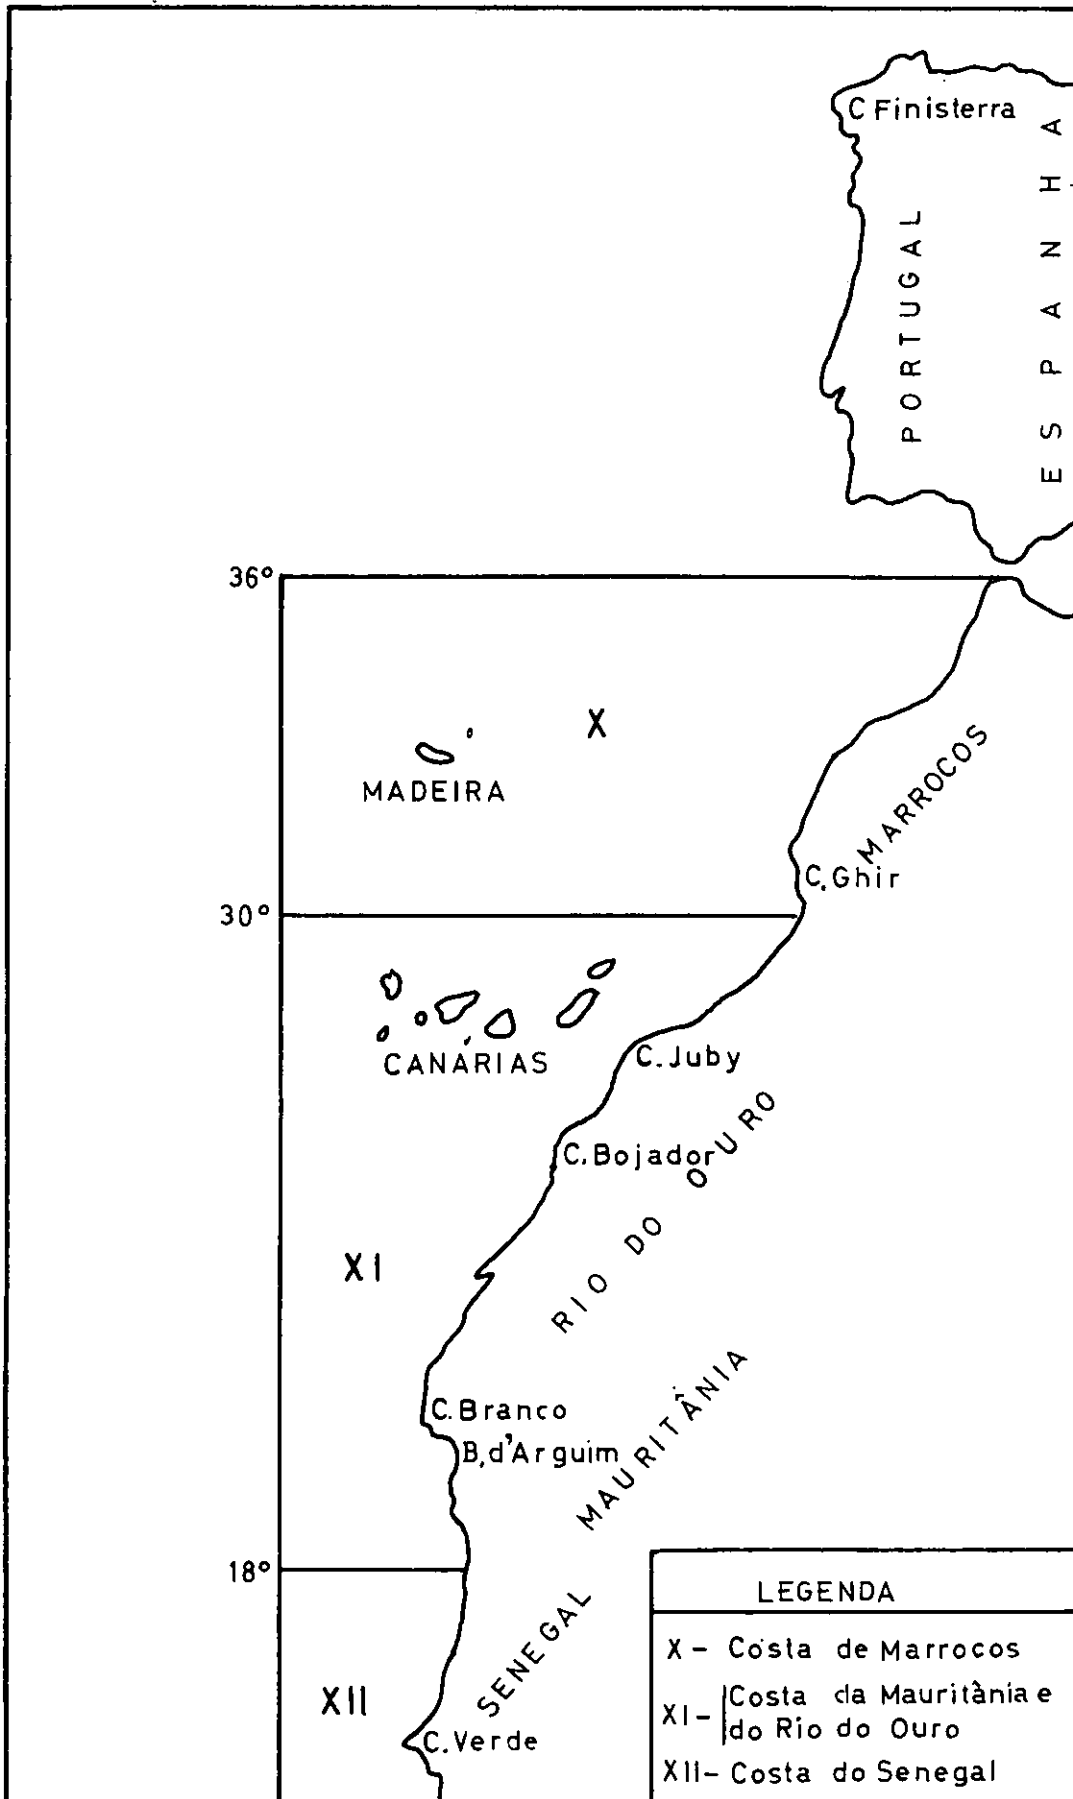 C Finisterra
PORTUGAL
ESPANHA
36°
X
MADEIRA
MARROCOS
C. Ghir
30°
CANÁRIAS
C. Juby
C. Bojador
RIO DO OURO
XI
C. Branco
B. d'Arguim
MAURITÂNIA
18°
SENEGAL
XII
C. Verde
LEGENDA
X - Costa de Marrocos
XI - Costa da Mauritània e
do Rio do Ouro
XII - Costa do Senegal